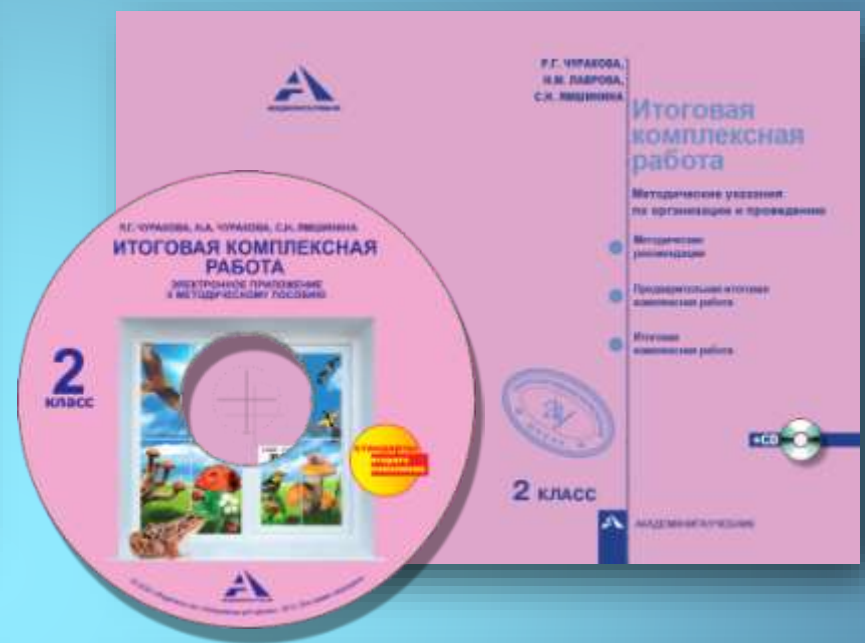 Р.Г. ЧУРАКОВА,
Н.М. ЛАВРОВА,
С.Н. ЯМШИНИНА
Итоговая
комплексная
работа
Методические указания
по организации и проведению
Методические
рекомендации
Предварительная итоговая
комплексная работа
Итоговая
комплексная работа
+CD
2 КЛАСС
АКАДЕМКНИГА/УЧЕБНИК
Р.Г. ЧУРАКОВА, Н.А. ЧУРАКОВА, С.Н. ЯМШИНИНА
ИТОГОВАЯ КОМПЛЕКСНАЯ
РАБОТА
ЭЛЕКТРОННОЕ ПРИЛОЖЕНИЕ
К МЕТОДИЧЕСКОМУ ПОСОБИЮ
2
класс
стандарты